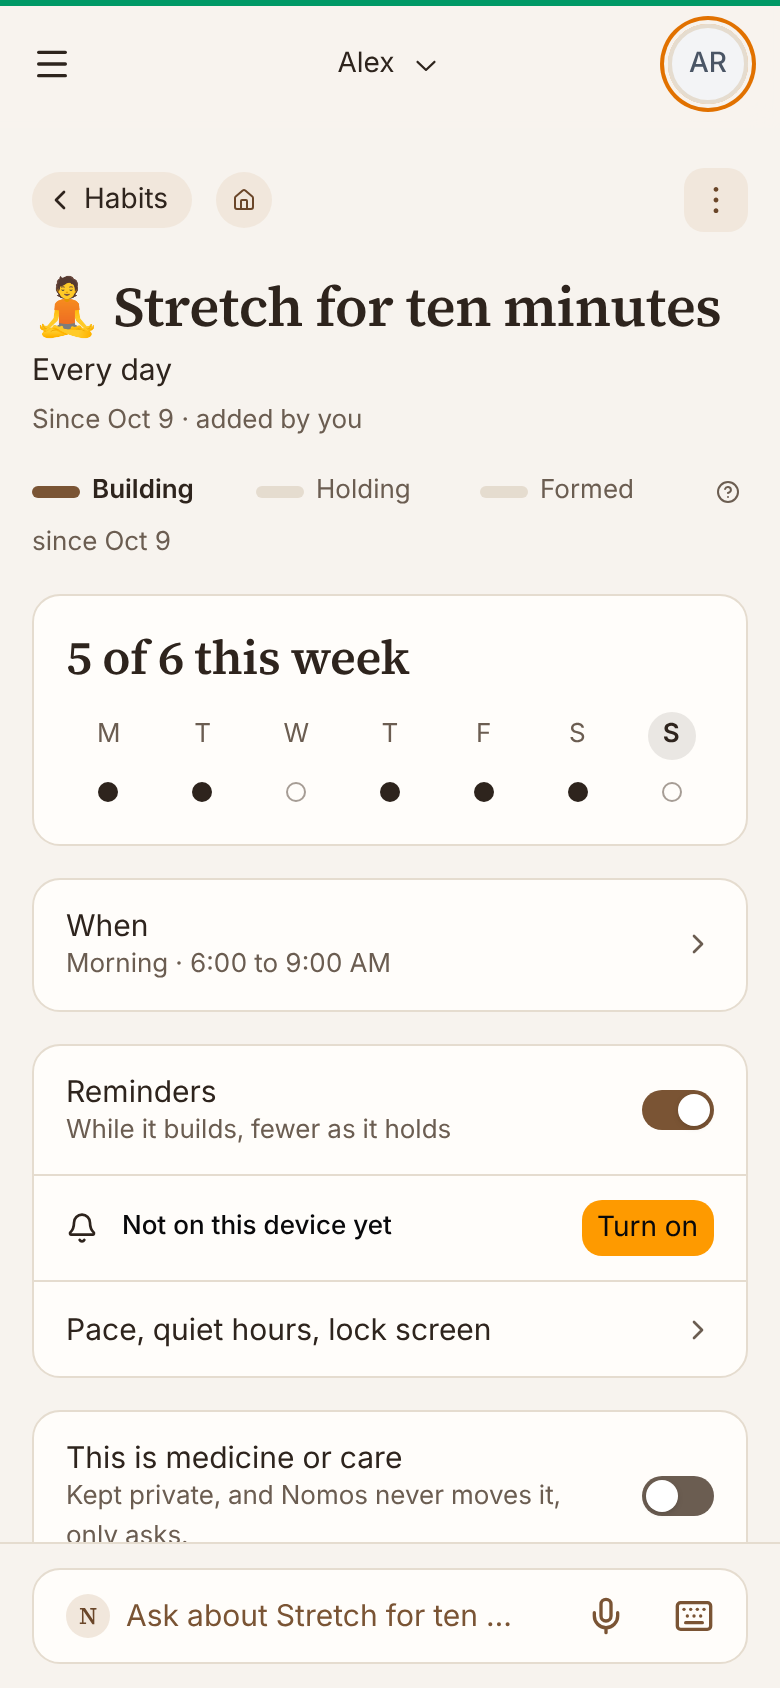 Alex
AR
Habits
Stretch for ten minutes
Every day
Since Oct 9 · added by you
Building
Holding
Formed
since Oct 9
5 of 6 this week
M T W T F S S
When
Morning · 6:00 to 9:00 AM
Reminders
While it builds, fewer as it holds
Not on this device yet
Turn on
Pace, quiet hours, lock screen
This is medicine or care
Kept private, and Nomos never moves it,
only asks.
N
Ask about Stretch for ten ...